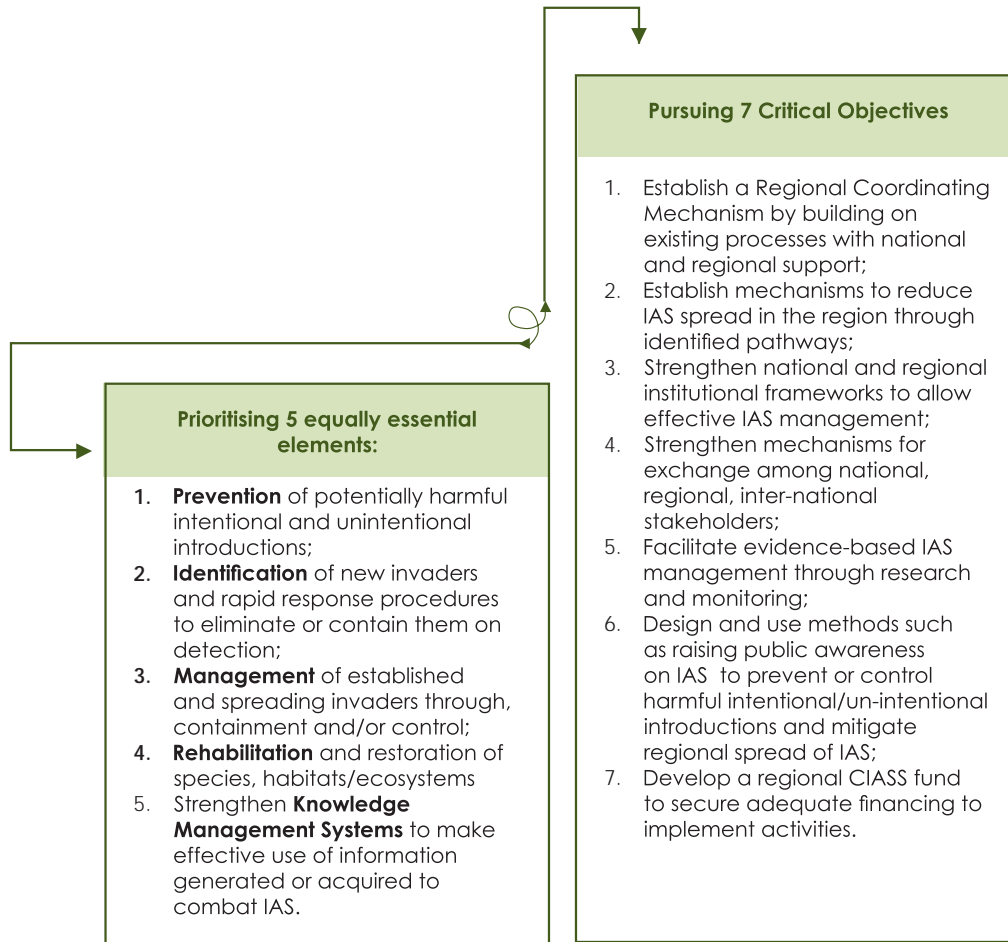 Prioritising 5 equally essential
elements:
1. Prevention of potentially harmful
intentional and unintentional
introductions;
2. Identification of new invaders
and rapid response procedures
to eliminate or contain them on
detection;
3. Management of established
and spreading invaders through,
containment and/or control;
4. Rehabilitation and restoration of
species, habitats/ecosystems
5. Strengthen Knowledge
Management Systems to make
effective use of information
generated or acquired to
combat IAS.
Pursuing 7 Critical Objectives
1. Establish a Regional Coordinating
Mechanism by building on
existing processes with national
and regional support;
2. Establish mechanisms to reduce
IAS spread in the region through
identified pathways;
3. Strengthen national and regional
institutional frameworks to allow
effective IAS management;
4. Strengthen mechanisms for
exchange among national,
regional, inter-national
stakeholders;
5. Facilitate evidence-based IAS
management through research
and monitoring;
6. Design and use methods such
as raising public awareness
on IAS  to prevent or control
harmful intentional/un-intentional
introductions and mitigate
regional spread of IAS;
7. Develop a regional CIASS fund
to secure adequate financing to
implement activities.